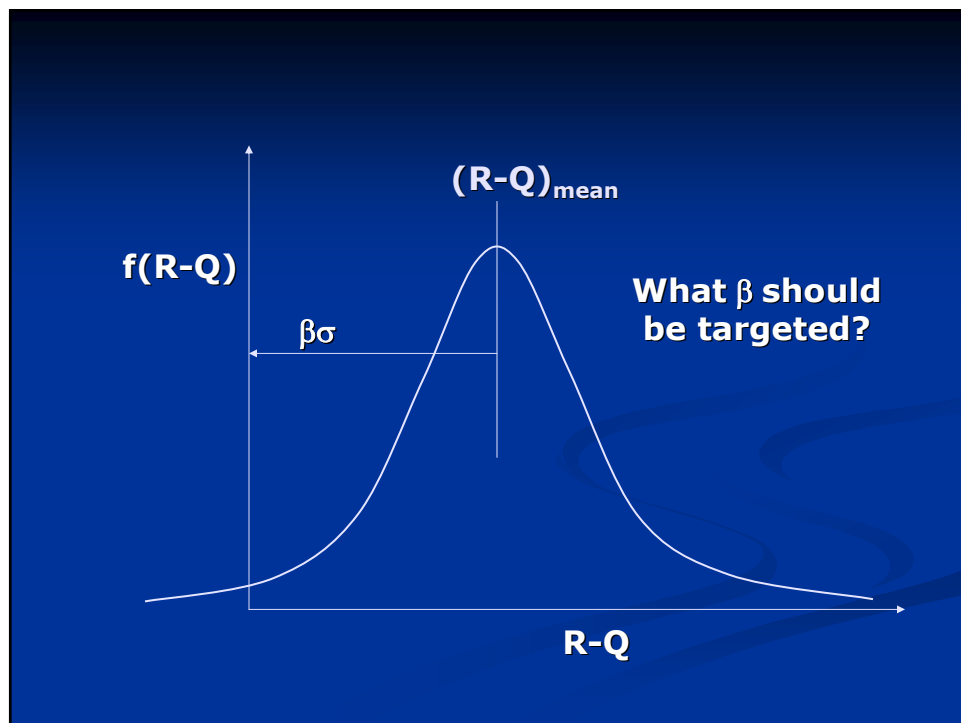 (R-Q)mean
f(R-Q)
What β should
be targeted?
βσ
R-Q